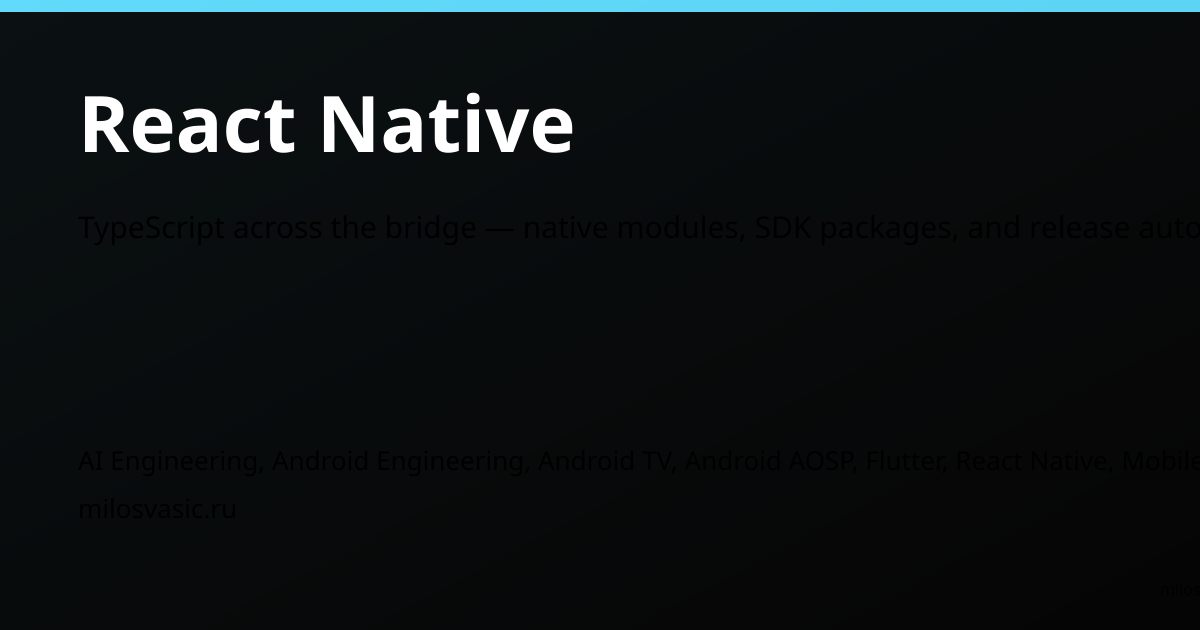 React Native
TypeScript across the bridge — native modules, SDK packages, and release auto
AI Engineering, Android Engineering, Android TV, Android AOSP, Flutter, React Native, Mobile
milosvasic.ru
milos